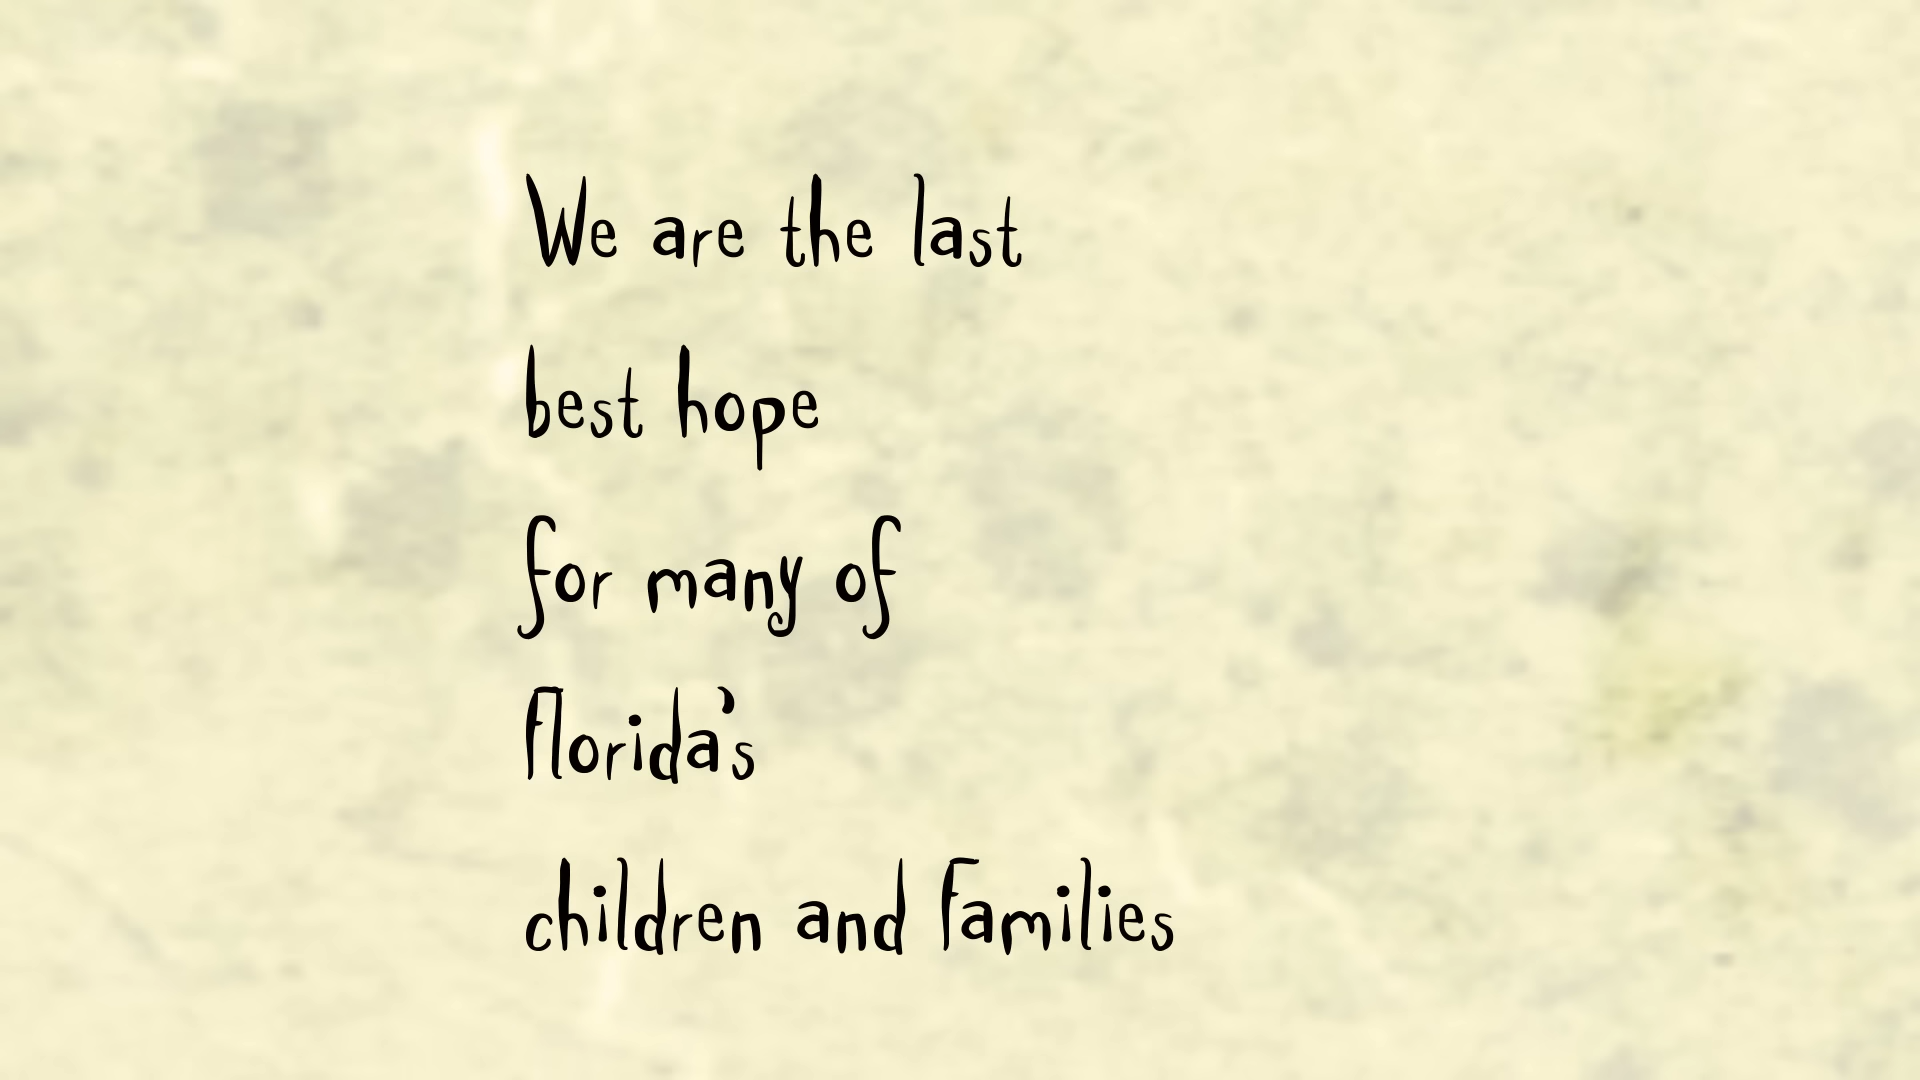 We are the last
best hope
for many of
Florida's
children and Families